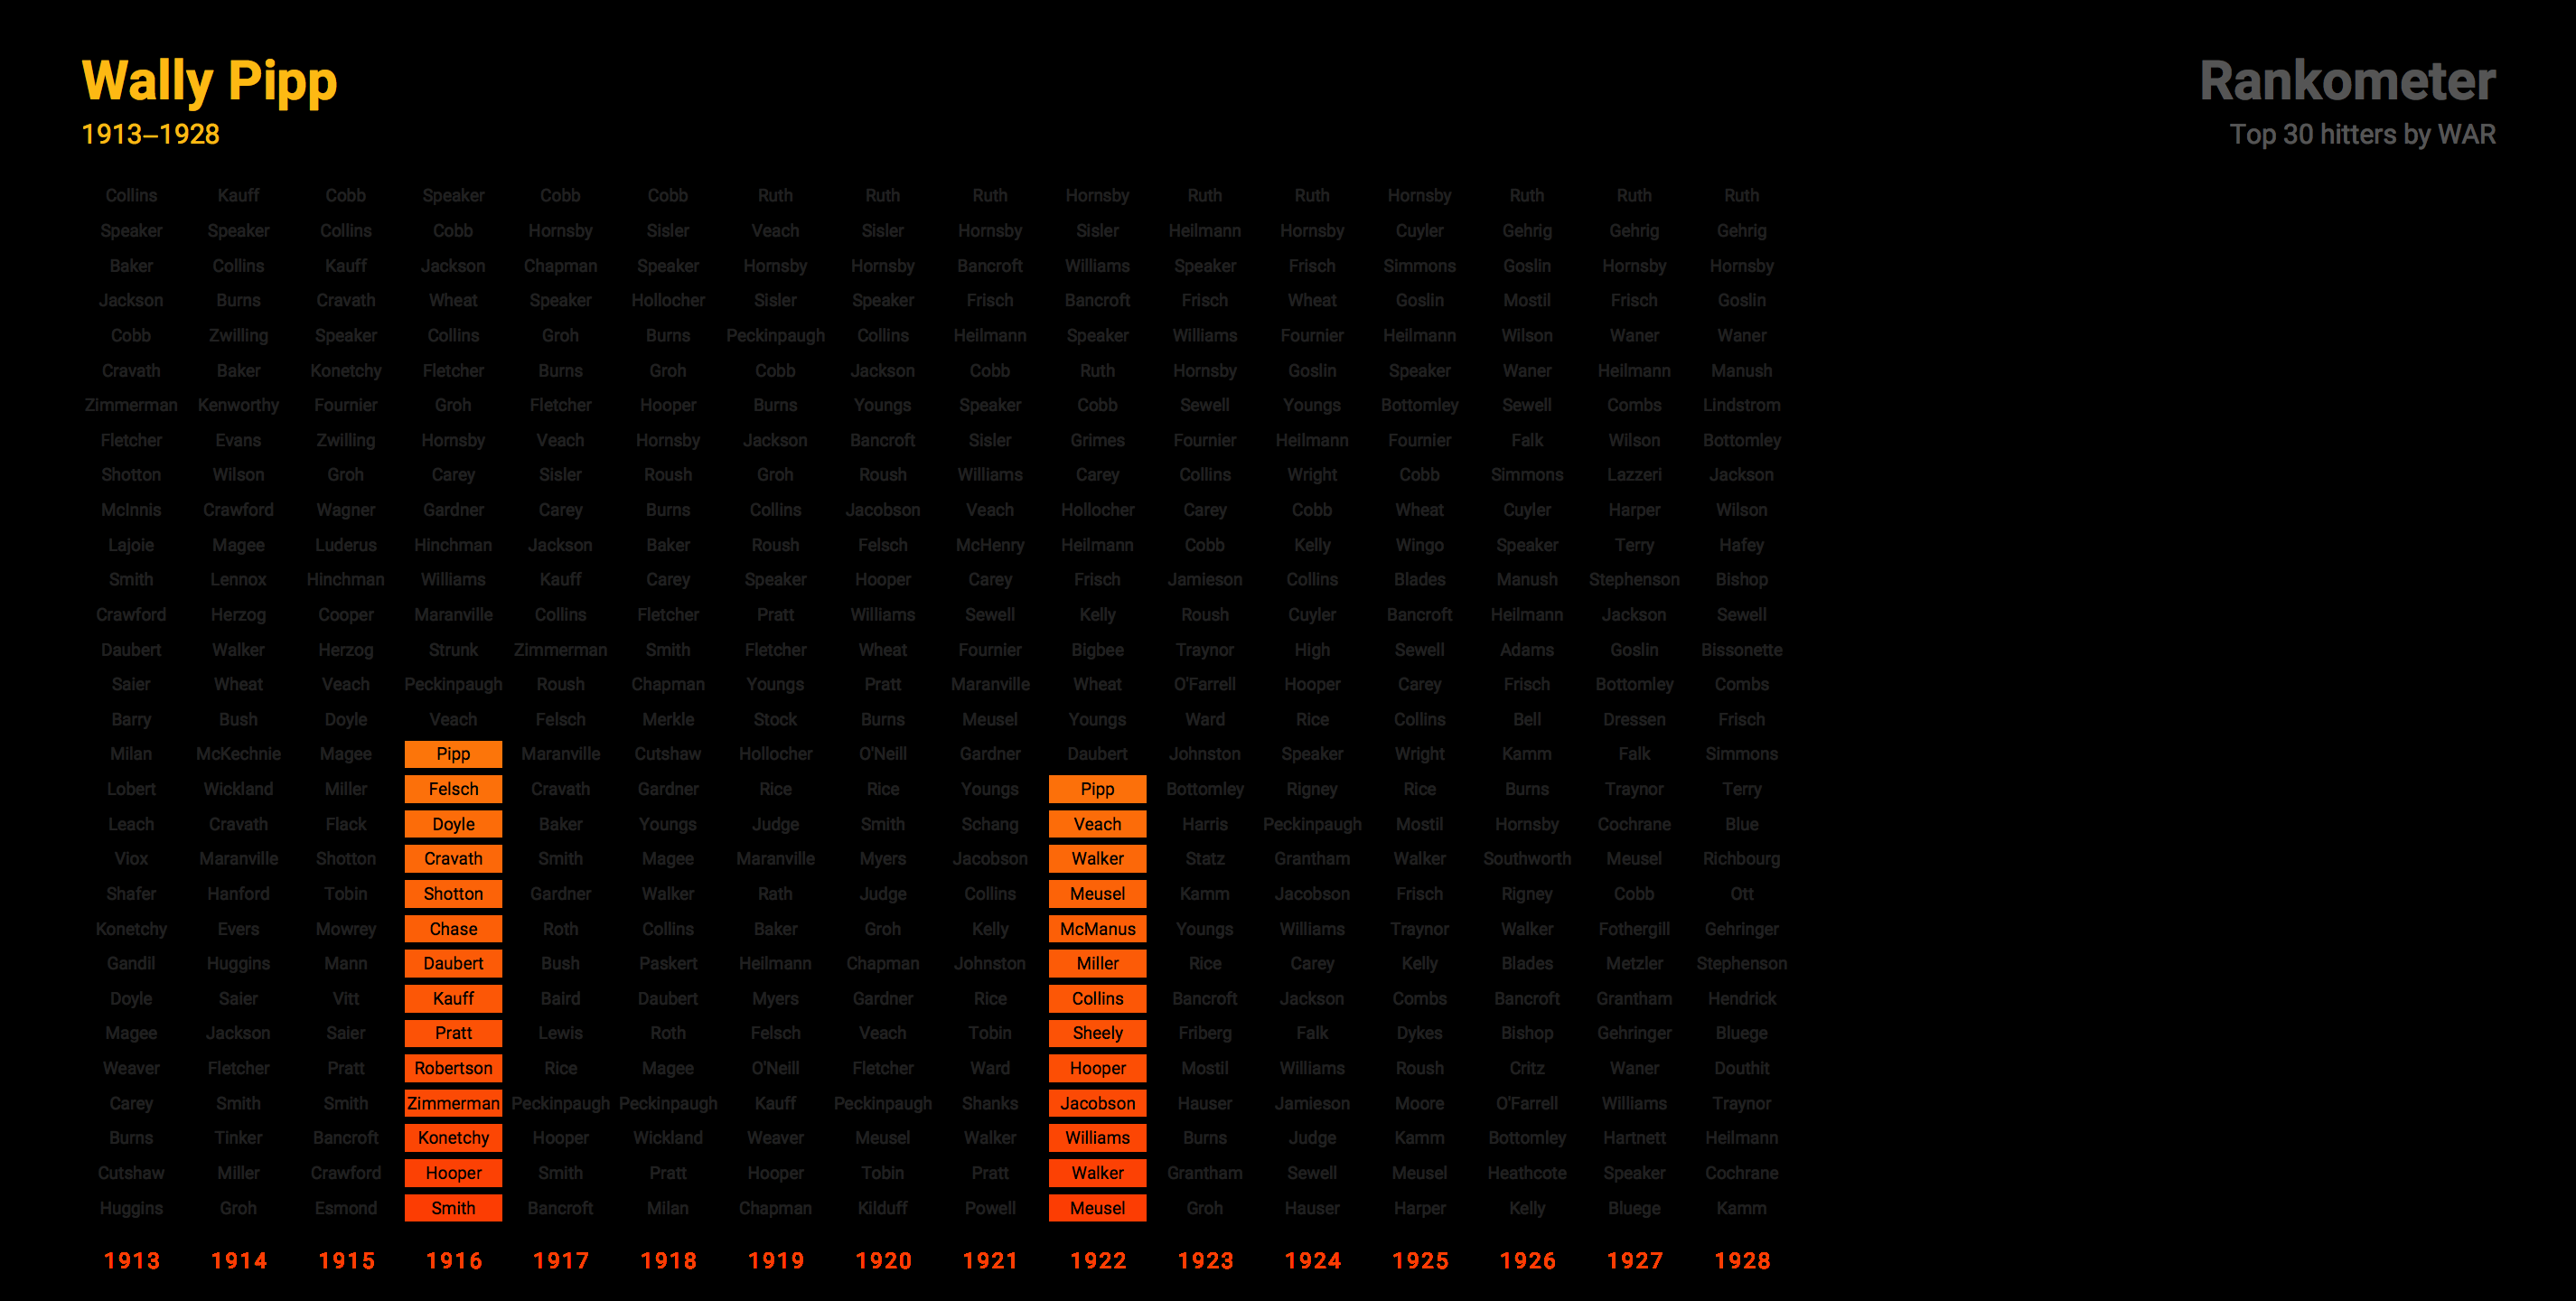 Wally Pipp
1913–1928
Rankometer
Top 30 hitters by WAR
Collins Kauff Cobb Speaker Cobb Cobb Ruth Ruth Ruth Hornsby Ruth Ruth Hornsby Ruth Ruth Ruth
Speaker Speaker Collins Cobb Hornsby Sisler Veach Sisler Hornsby Sisler Heilmann Hornsby Cuyler Gehrig Gehrig Gehrig
Baker Collins Kauff Jackson Chapman Speaker Hornsby Hornsby Bancroft Williams Speaker Frisch Simmons Goslin Hornsby Hornsby
Jackson Burns Cravath Wheat Speaker Hollocher Sisler Speaker Frisch Bancroft Frisch Wheat Goslin Mostil Frisch Goslin
Cobb Zwilling Speaker Collins Groh Burns Peckinpaugh Collins Heilmann Speaker Williams Fournier Heilmann Wilson Waner Waner
Cravath Baker Konetchy Fletcher Burns Groh Cobb Jackson Cobb Ruth Hornsby Goslin Speaker Waner Heilmann Manush
Zimmerman Kenworthy Fournier Groh Fletcher Hooper Burns Youngs Speaker Cobb Sewell Youngs Bottomley Sewell Combs Lindstrom
Fletcher Evans Zwilling Hornsby Veach Hornsby Jackson Bancroft Sisler Grimes Fournier Heilmann Fournier Falk Wilson Bottomley
Shotton Wilson Groh Carey Sisler Roush Groh Roush Williams Carey Collins Wright Cobb Simmons Lazzeri Jackson
McInnis Crawford Wagner Gardner Carey Burns Collins Jacobson Veach Hollocher Carey Cobb Wheat Cuyler Harper Wilson
Lajoie Magee Luderus Hinchman Jackson Baker Roush Felsch McHenry Heilmann Cobb Kelly Wingo Speaker Terry Hafey
Smith Lennox Hinchman Williams Kauff Carey Speaker Hooper Carey Frisch Jamieson Collins Blades Manush Stephenson Bishop
Crawford Herzog Cooper Maranville Collins Fletcher Pratt Williams Sewell Kelly Roush Cuyler Bancroft Heilmann Jackson Sewell
Daubert Walker Herzog Strunk Zimmerman Smith Fletcher Wheat Fournier Bigbee Traynor High Sewell Adams Goslin Bissonette
Saier Wheat Veach Peckinpaugh Roush Chapman Youngs Pratt Maranville Wheat O'Farrell Hooper Carey Frisch Bottomley Combs
Barry Bush Doyle Veach Felsch Merkle Stock Burns Meusel Youngs Ward Rice Collins Bell Dressen Frisch
Milan McKechnie Magee Pipp Maranville Cutshaw Hollocher O'Neill Gardner Daubert Johnston Speaker Wright Kamm Falk Simmons
Lobert Wickland Miller Felsch Cravath Gardner Rice Rice Youngs Pipp Bottomley Rigney Rice Burns Traynor Terry
Leach Cravath Flack Doyle Baker Youngs Judge Smith Schang Veach Harris Peckinpaugh Mostil Hornsby Cochrane Blue
Viox Maranville Shotton Cravath Smith Magee Maranville Myers Jacobson Walker Statz Grantham Walker Southworth Meusel Richbourg
Shafer Hanford Tobin Shotton Gardner Walker Rath Judge Collins Meusel Kamm Jacobson Frisch Rigney Cobb Ott
Konetchy Evers Mowrey Chase Roth Collins Baker Groh Kelly McManus Youngs Williams Traynor Walker Fothergill Gehringer
Gandil Huggins Mann Daubert Bush Paskert Heilmann Chapman Johnston Miller Rice Carey Kelly Blades Metzler Stephenson
Doyle Saier Vitt Kauff Baird Daubert Myers Gardner Rice Collins Bancroft Jackson Combs Bancroft Grantham Hendrick
Magee Jackson Saier Pratt Lewis Roth Felsch Veach Tobin Sheely Friberg Falk Dykes Bishop Gehringer Bluege
Weaver Fletcher Pratt Robertson Rice Magee O'Neill Fletcher Ward Hooper Mostil Williams Roush Critz Waner Douthit
Carey Smith Smith Zimmerman Peckinpaugh Peckinpaugh Kauff Peckinpaugh Shanks Jacobson Hauser Jamieson Moore O'Farrell Williams Traynor
Burns Tinker Bancroft Konetchy Hooper Wickland Weaver Meusel Walker Williams Burns Judge Kamm Bottomley Hartnett Heilmann
Cutshaw Miller Crawford Hooper Smith Pratt Hooper Tobin Pratt Walker Grantham Sewell Meusel Heathcote Speaker Cochrane
Huggins Groh Esmond Smith Bancroft Milan Chapman Kilduff Powell Meusel Groh Hauser Harper Kelly Bluege Kamm
1913 1914 1915 1916 1917 1918 1919 1920 1921 1922 1923 1924 1925 1926 1927 1928